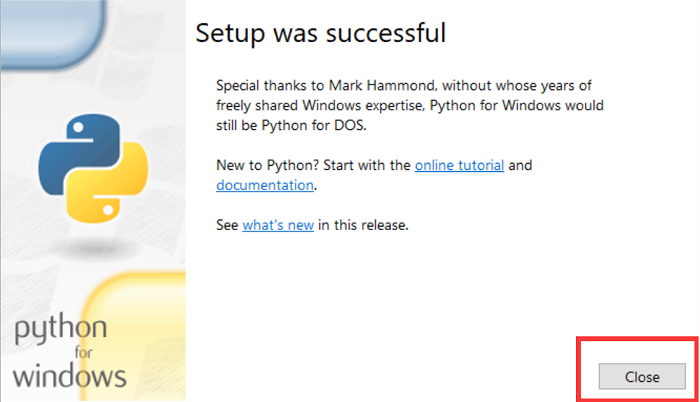 Setup was successful
Special thanks to Mark Hammond, without whose years of
freely shared Windows expertise, Python for Windows would
still be Python for DOS.
New to Python? Start with the online tutorial and
documentation.
See what's new in this release.
python
for
windows
Close